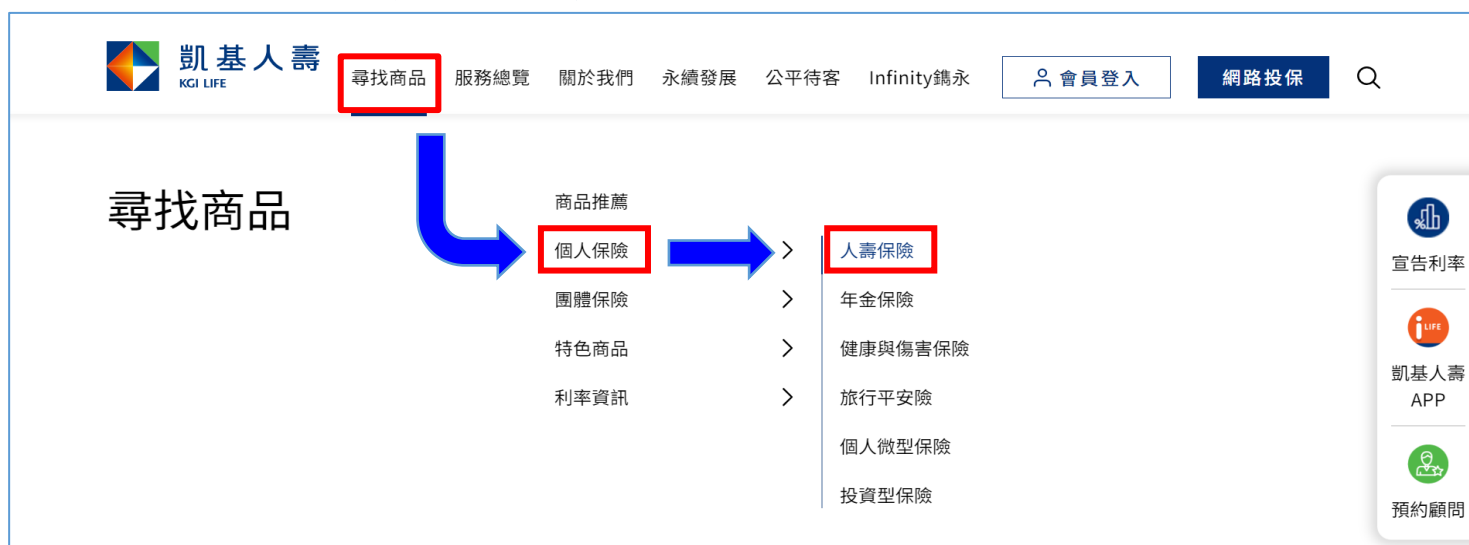 凱基人壽
KGI LIFE
尋找商品 服務總覽 關於我們 永續發展 公平待客 Infinity鐫永 會員登入 網路投保
尋找商品
商品推薦
個人保險
團體保險
特色商品
利率資訊
人壽保險
年金保險
健康與傷害保險
旅行平安險
個人微型保險
投資型保險
%
宣告利率
i LIFE
凱基人壽
APP
預約顧問